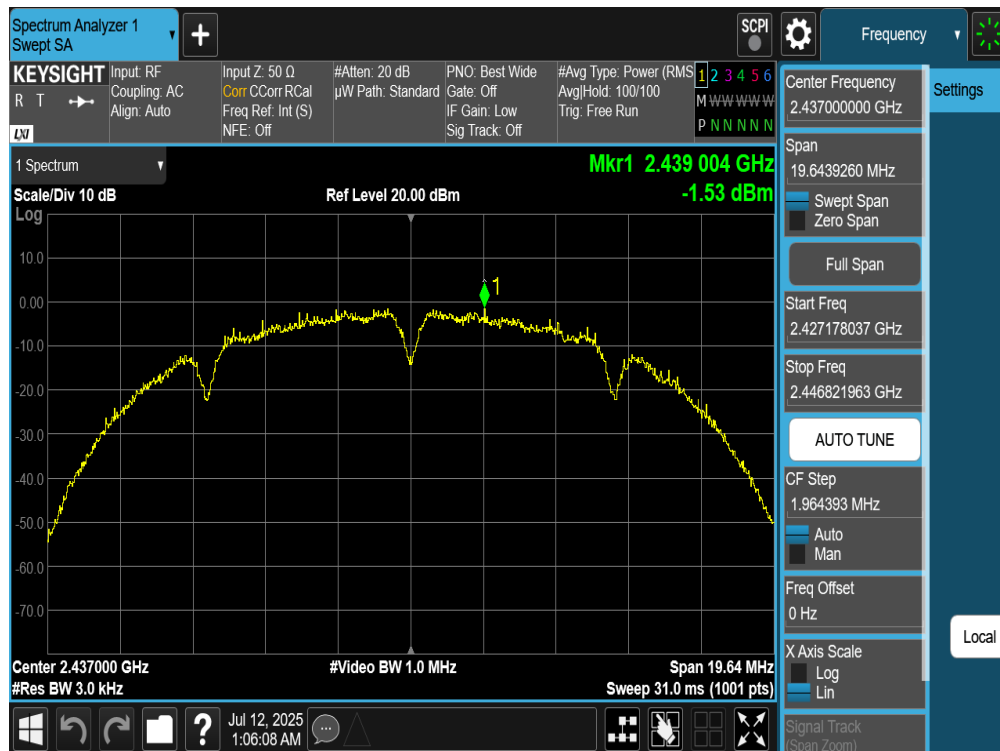 Spectrum Analyzer 1
Swept SA
+
SCPI
Frequency
KEYSIGHT
R T
LXI
Input: RF
Coupling: AC
Align: Auto
Input Z: 50 Ω
Corr CCorr RCal
Freq Ref: Int (S)
NFE: Off
#Atten: 20 dB
µW Path: Standard
PNO: Best Wide
Gate: Off
IF Gain: Low
Sig Track: Off
#Avg Type: Power (RMS
Avg|Hold: 100/100
Trig: Free Run
1 2 3 4 5 6
M W W W W W
P N N N N N
1 Spectrum
Scale/Div 10 dB
Log
Ref Level 20.00 dBm
Mkr1 2.439 004 GHz
-1.53 dBm
10.0
0.00
-10.0
-20.0
-30.0
-40.0
-50.0
-60.0
-70.0
1
Center 2.437000 GHz
#Res BW 3.0 kHz
#Video BW 1.0 MHz
Span 19.64 MHz
Sweep 31.0 ms (1001 pts)
Center Frequency
2.437000000 GHz
Span
19.6439260 MHz
Swept Span
Zero Span
Full Span
Start Freq
2.427178037 GHz
Stop Freq
2.446821963 GHz
AUTO TUNE
CF Step
1.964393 MHz
Auto
Man
Freq Offset
0 Hz
X Axis Scale
Log
Lin
Signal Track
(Span Zoom)
Settings
Local
?
Jul 12, 2025
1:06:08 AM